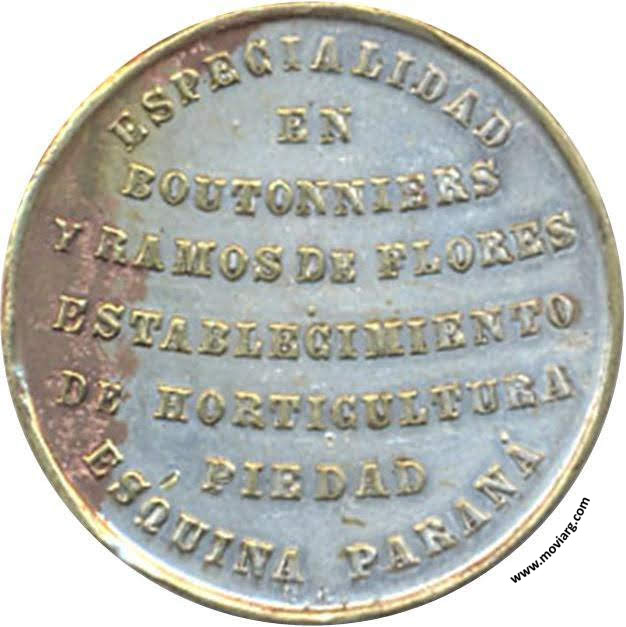 ESPECIALIDAD
EN
BOUTONNIERS
Y RAMOS DE FLORES
ESTABLECIMIENTO
DE HORTICULTURA
PIEDAD
ESQUINA PARANÁ
www.moviarg.com